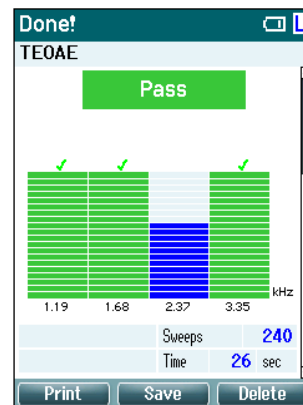 Done! L
TEOAE
Pass
kHz
1.19 1.68 2.37 3.35
Sweeps 240
Time 26 sec
Print Save Delete